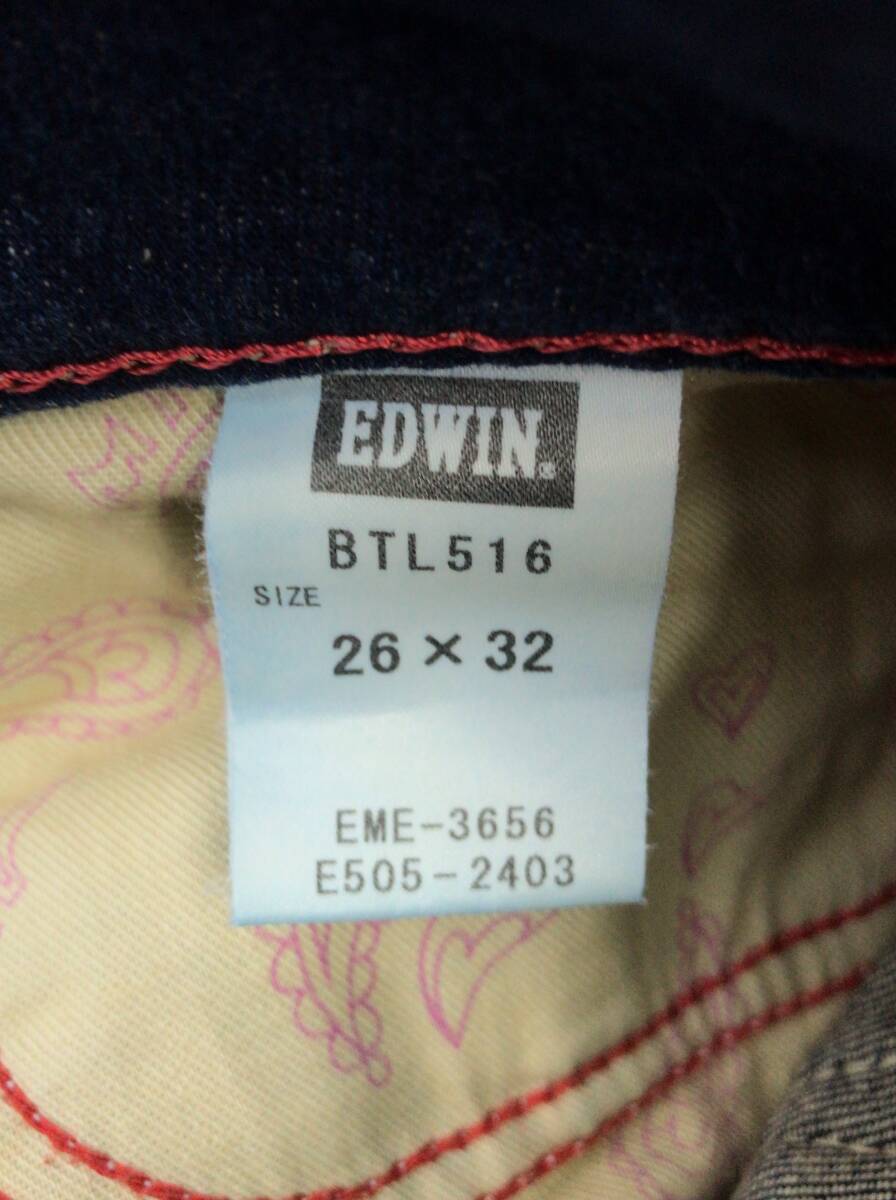 EDWIN.
BTL516
SIZE
26 × 32
EME-3656
E505-2403